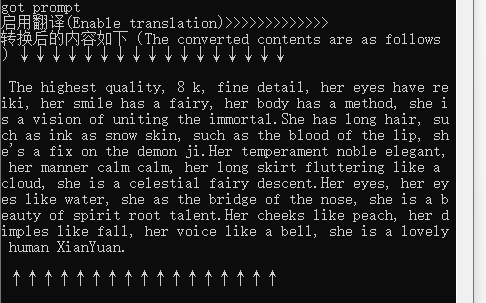 got prompt
启用翻译(Enable translation)>>>>>>>>>>>>>
转换后的内容如下 (The converted contents are as follows
) ↓↓↓↓↓↓↓↓↓↓↓↓↓↓↓↓↓↓
The highest quality, 8 k, fine detail, her eyes have re
iki, her smile has a fairy, her body has a method, she i
s a vision of uniting the immortal.She has long hair, su
ch as ink as snow skin, such as the blood of the lip, sh
e's a fix on the demon ji.Her temperament noble elegant,
her manner calm calm, her long skirt fluttering like a
cloud, she is a celestial fairy descent.Her eyes, her ey
es like water, she as the bridge of the nose, she is a b
eauty of spirit root talent.Her cheeks like peach, her d
imples like fall, her voice like a bell, she is a lovely
human XianYuan.
↑↑↑↑↑↑↑↑↑↑↑↑↑↑↑↑↑↑